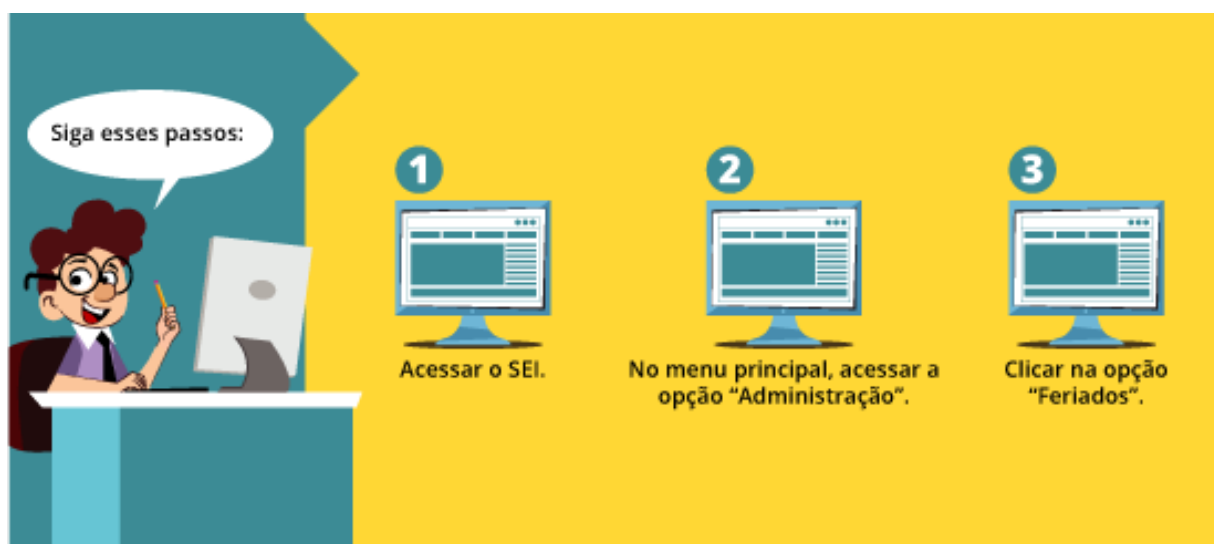 Siga esses passos:
1
Acessar o SEI.
2
No menu principal, acessar a
opção “Administração”.
3
Clicar na opção
“Feriados”.